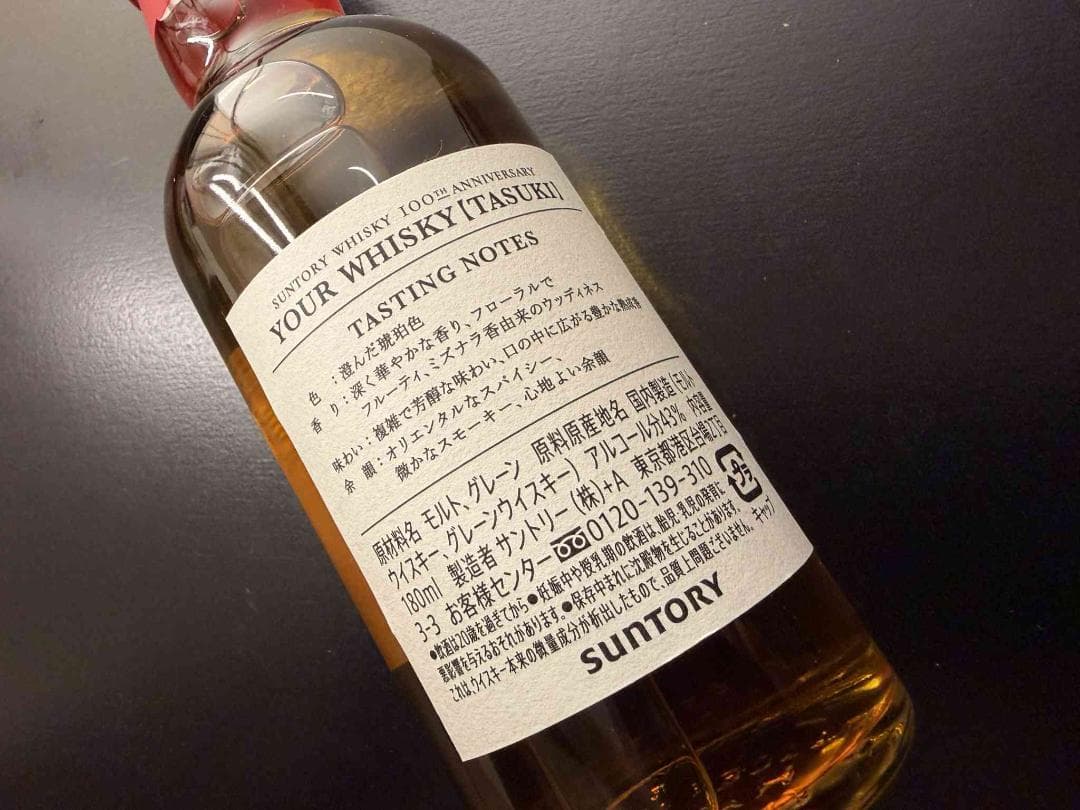 SUNTORY WHISKY 100TH ANNIVERSARY
YOUR WHISKY [TASUKI]
TASTING NOTES
色：澄んだ琥珀色
香り：深く華やかな香り、フローラルで
フルーティ、ミズナラ香由来のウッディネス
味わい：複雑で芳醇な味わい、口の中に広がる豊かな熟成香
余韻：オリエンタルなスパイシー、
微かなスモーキー、心地よい余韻
原材料名 モルト、グレーン 原料原産地名 国内製造(モルト
ウイスキー、グレーンウイスキー) アルコール分43% 内容量
180ml 製造者 サントリー(株)+A 東京都港区台場2丁目
3-3 お客様センター 0120-139-310 プラ
●飲酒は20歳を過ぎてから●妊娠中や授乳期の飲酒は、胎児・乳児の発育に
悪影響を与えるおそれがあります。●保存中まれに沈殿物を生じることがあります。 キャップ
これは、ウイスキー本来の微量成分が析出したもので、品質上問題ございません。
SUNTORY